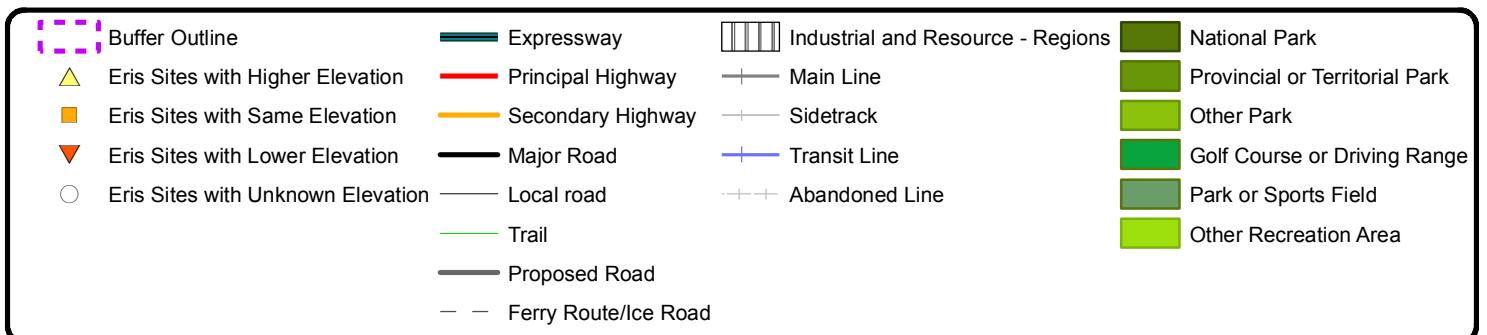 Buffer Outline
Eris Sites with Higher Elevation
Eris Sites with Same Elevation
Eris Sites with Lower Elevation
Eris Sites with Unknown Elevation
Expressway
Principal Highway
Secondary Highway
Major Road
Local road
Trail
Proposed Road
Ferry Route/Ice Road
Industrial and Resource - Regions
Main Line
Sidetrack
Transit Line
Abandoned Line
National Park
Provincial or Territorial Park
Other Park
Golf Course or Driving Range
Park or Sports Field
Other Recreation Area